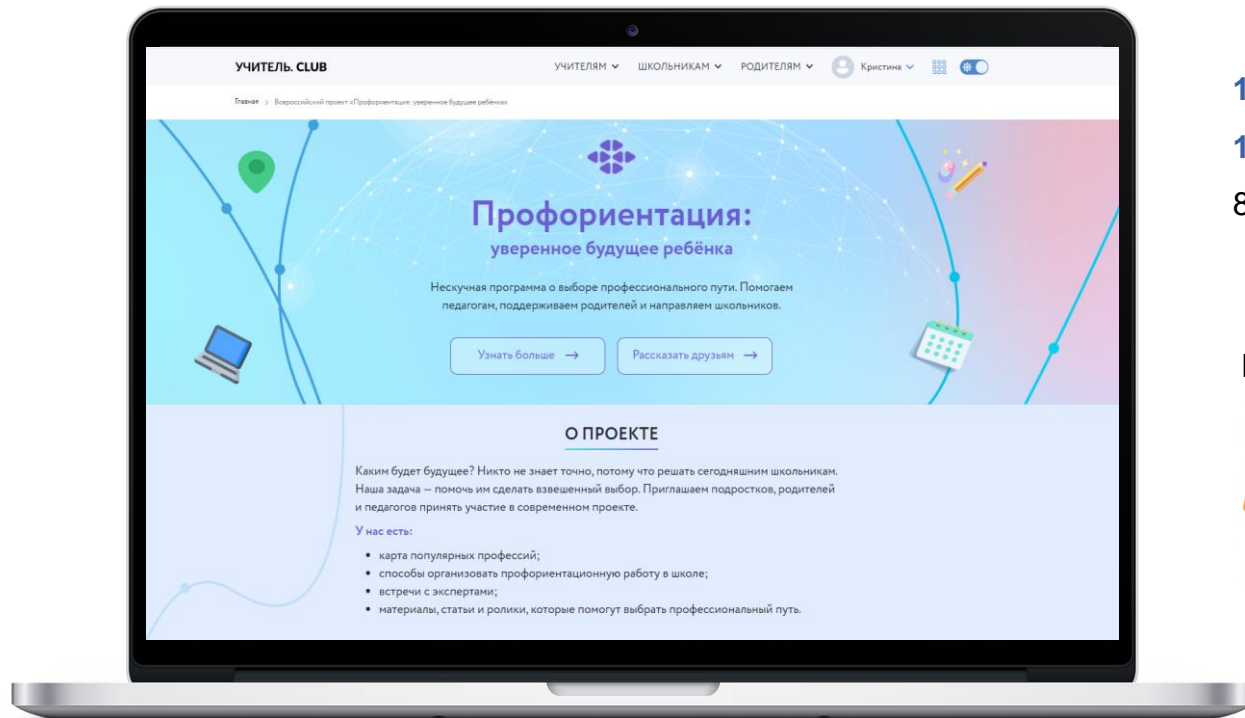 УЧИТЕЛЬ. CLUB
УЧИТЕЛЯМ
ШКОЛЬНИКАМ
РОДИТЕЛЯМ
Кристина
Главная > Всероссийский проект «Профориентация: уверенное будущее ребёнка»
Профориентация:
уверенное будущее ребёнка
Нескучная программа о выборе профессионального пути. Помогаем
педагогам, поддерживаем родителей и направляем школьников.
Узнать больше →
Рассказать друзьям →
О ПРОЕКТЕ
Каким будет будущее? Никто не знает точно, потому что решать сегодняшним школьникам.
Наша задача — помочь им сделать взвешенный выбор. Приглашаем подростков, родителей
и педагогов принять участие в современном проекте.
У нас есть:
• карта популярных профессий;
• способы организовать профориентационную работу в школе;
• встречи с экспертами;
• материалы, статьи и ролики, которые помогут выбрать профессиональный путь.
1
1
8